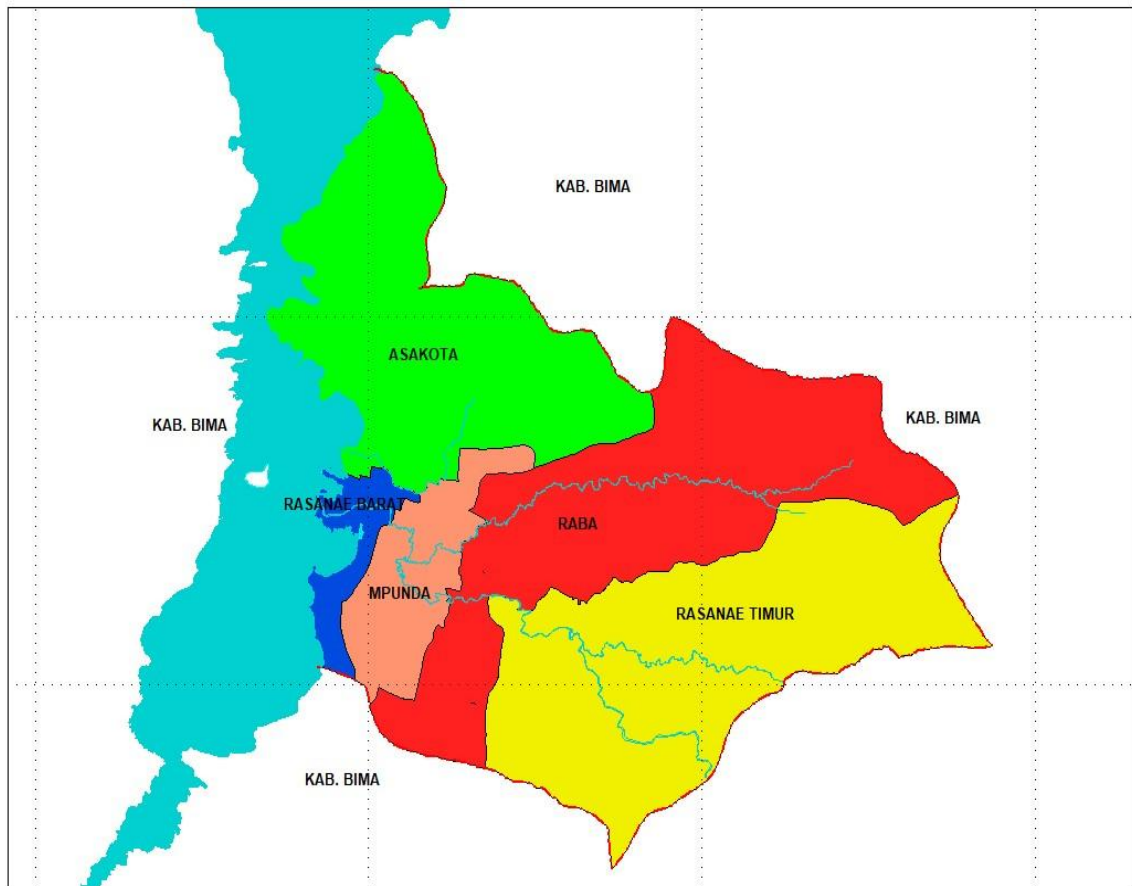 KAB. BIMA
ASAKOTA
KAB. BIMA
KAB. BIMA
RASANAE BARAT
RABA
MPUNDA
RASANAE TIMUR
KAB. BIMA